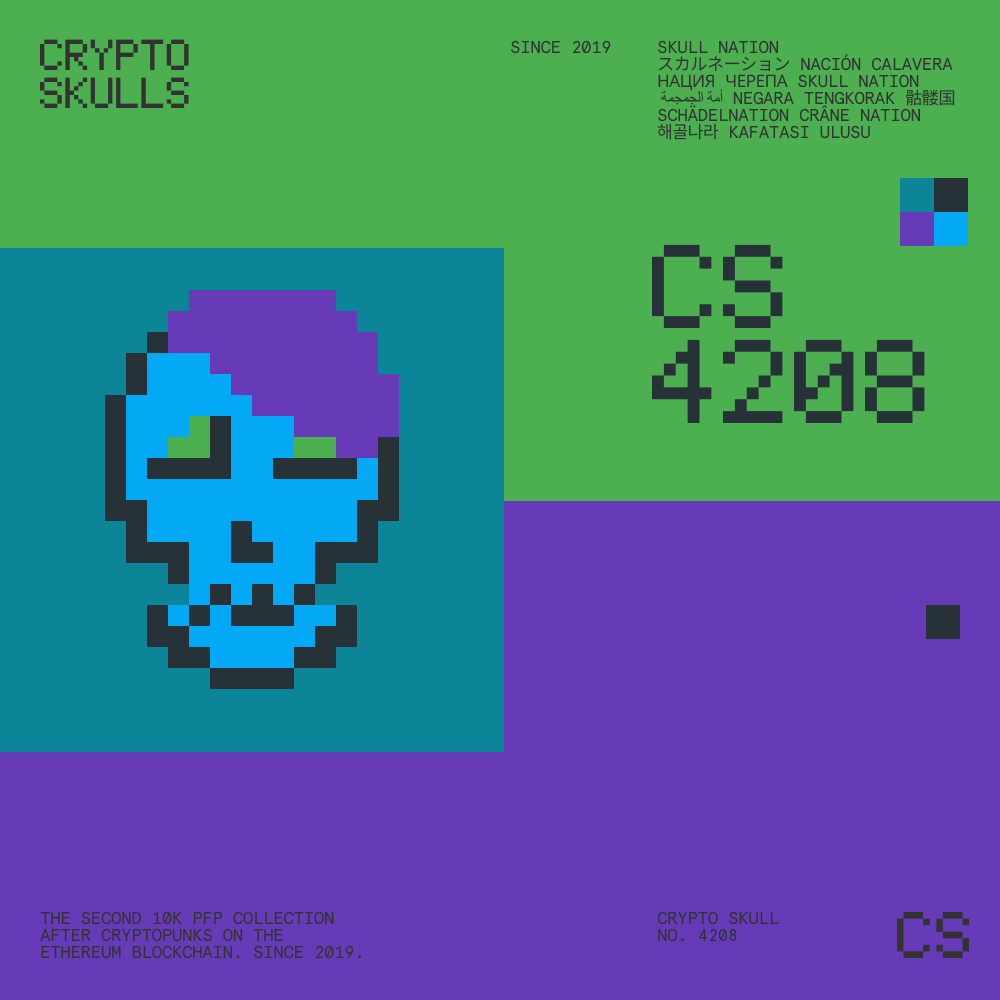 CRYPTO
SKULLS
SINCE 2019
SKULL NATION
スカルネーション NACIÓN CALAVERA
НАЦИЯ ЧЕРЕПА SKULL NATION
أمة الجمجمة NEGARA TENGKORAK 骷髅国
SCHÄDELNATION CRÂNE NATION
해골나라 KAFATASI ULUSU
CS
4208
THE SECOND 10K PFP COLLECTION
AFTER CRYPTOPUNKS ON THE
ETHEREUM BLOCKCHAIN. SINCE 2019.
CRYPTO SKULL
NO. 4208
CS